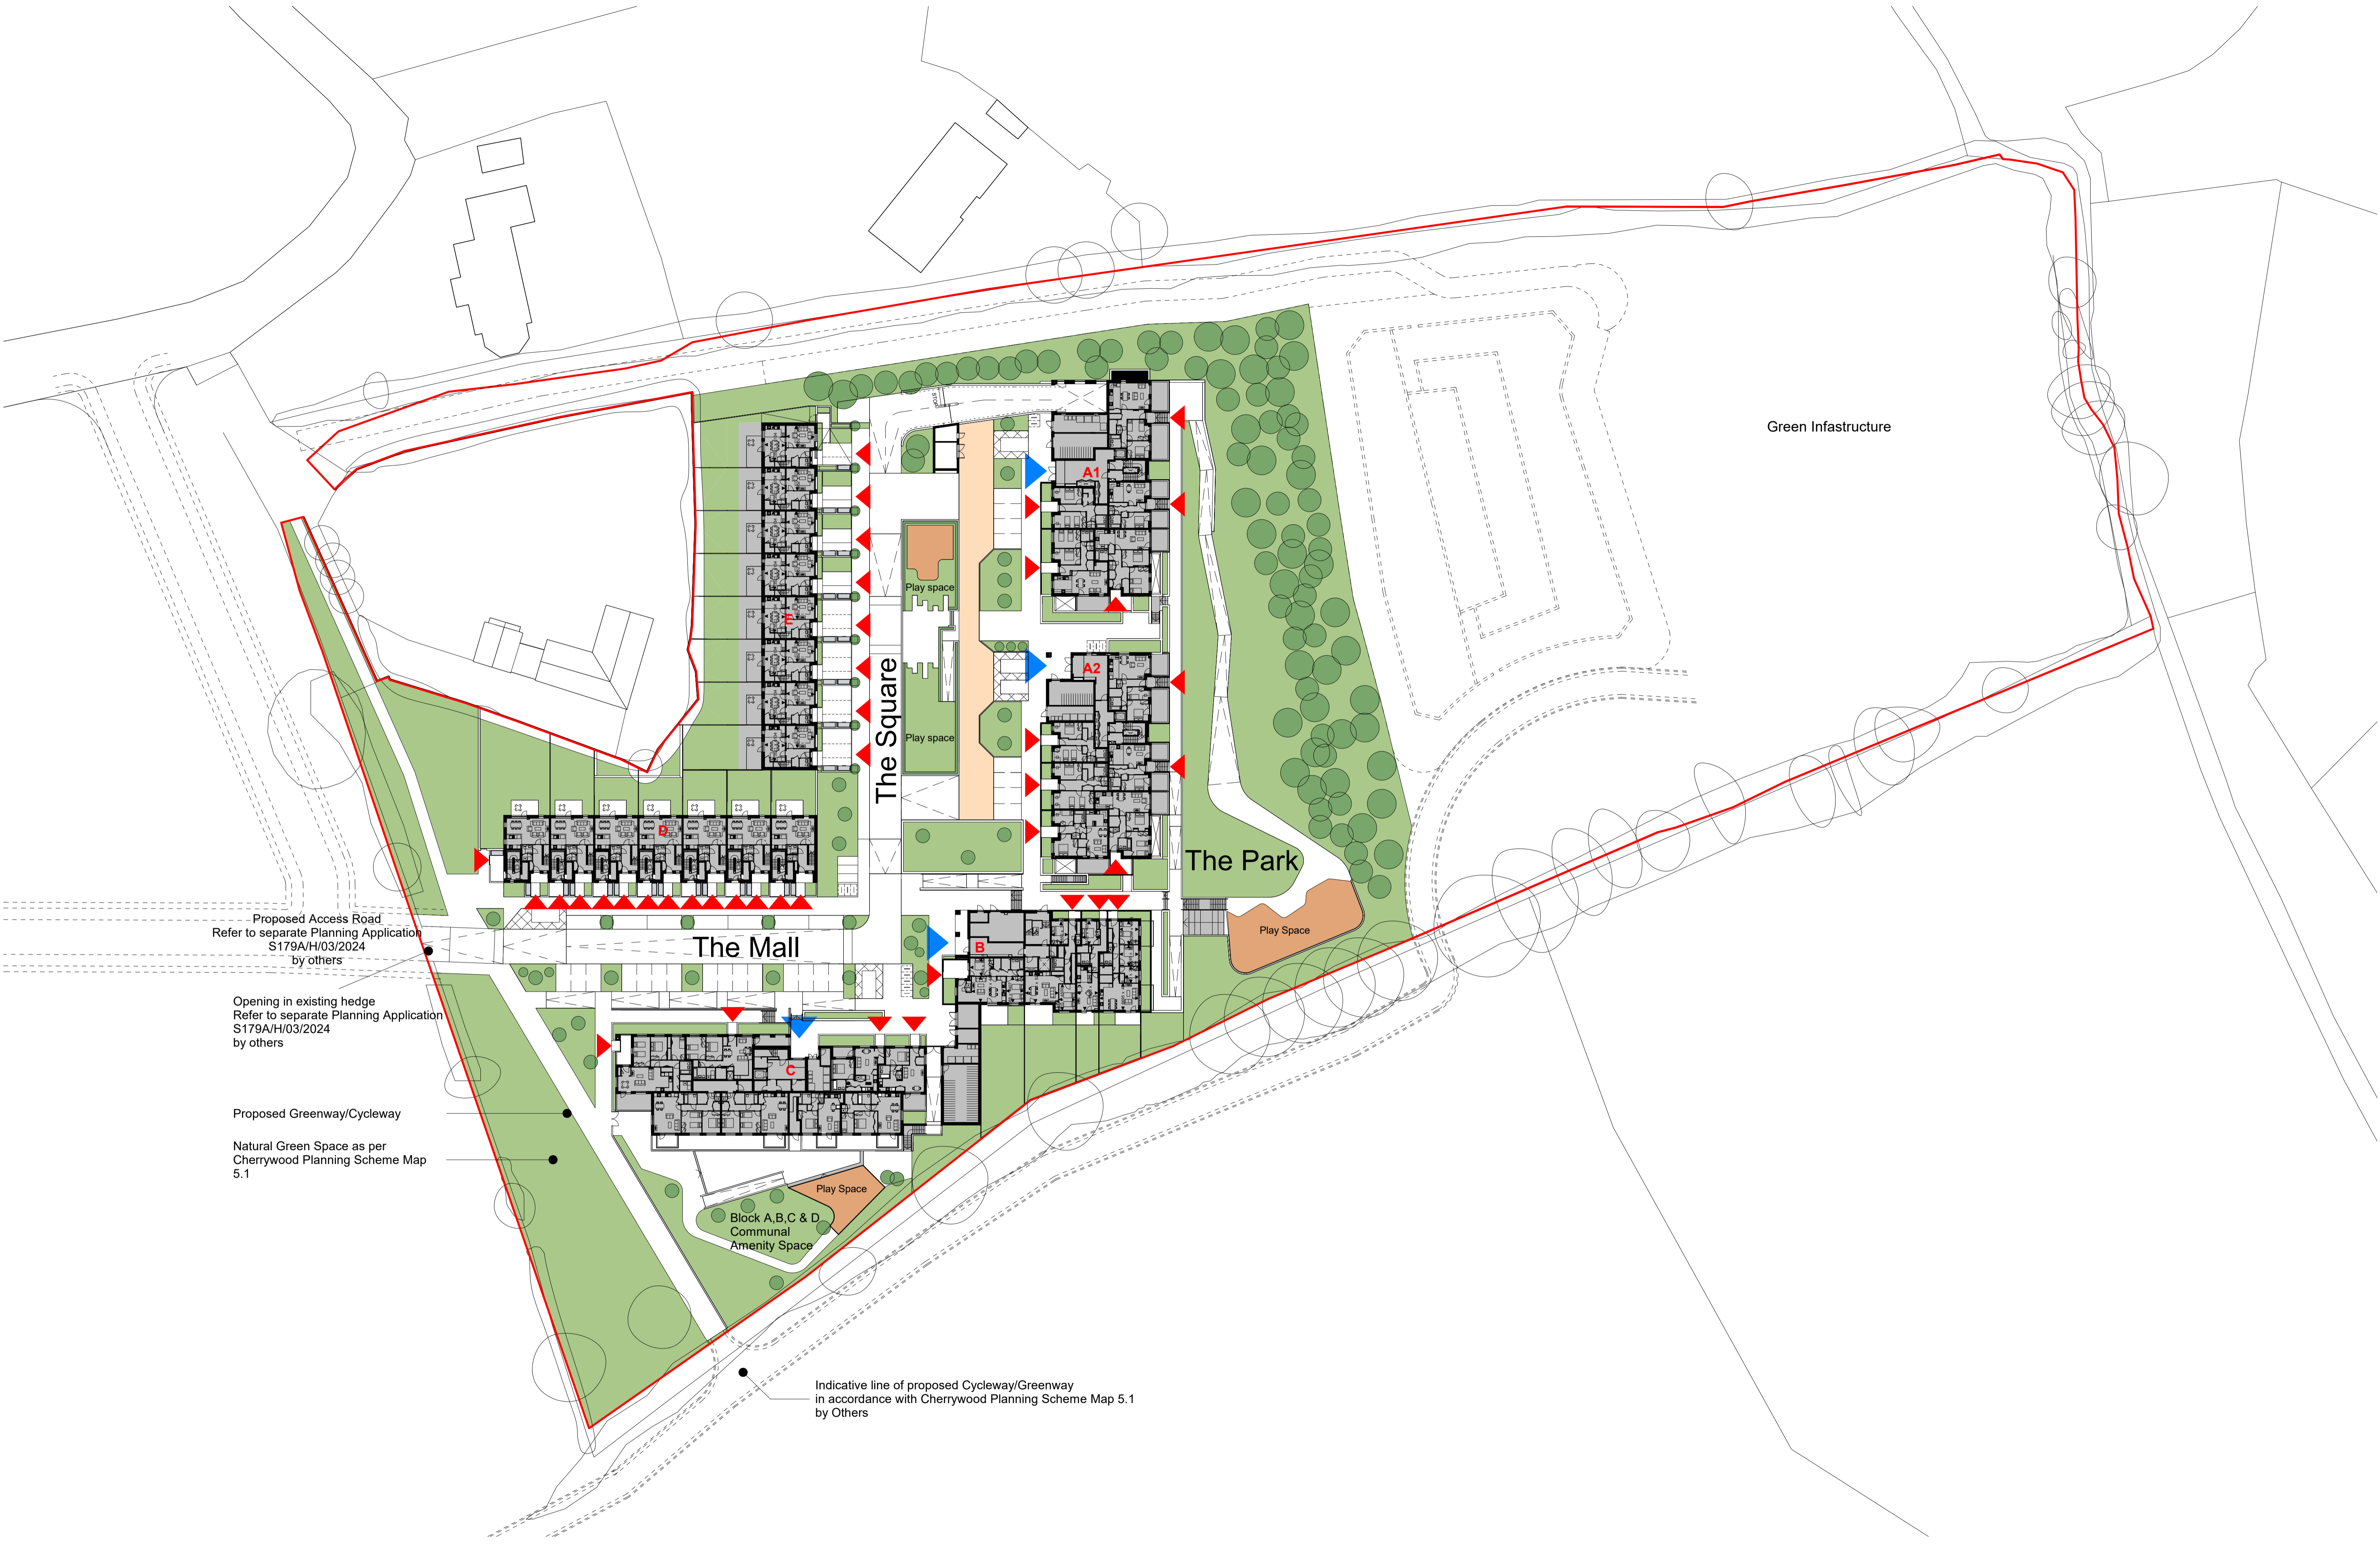 Green Infastructure
STOP
A1
Play space
E
A2
The Square
Play space
D
The Park
Proposed Access Road
Refer to separate Planning Application
S179A/H/03/2024
by others
The Mall
B
Play Space
Opening in existing hedge
Refer to separate Planning Application
S179A/H/03/2024
by others
C
Proposed Greenway/Cycleway
Natural Green Space as per
Cherrywood Planning Scheme Map
5.1
Play Space
Block A,B,C & D
Communal
Amenity Space
Indicative line of proposed Cycleway/Greenway
in accordance with Cherrywood Planning Scheme Map 5.1
by Others